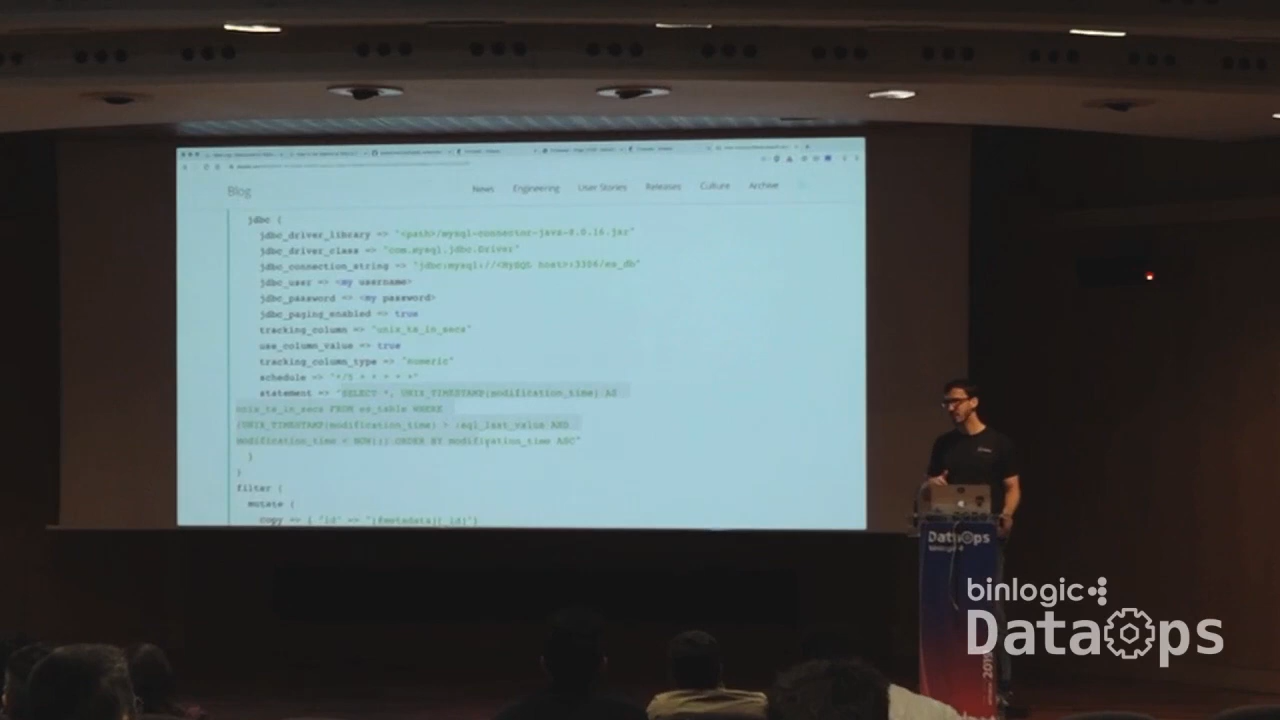 Blog
News Engineering User Stories Releases Culture Archive
jdbc {
jdbc_driver_library => "<path>/mysql-connector-java-8.0.16.jar"
jdbc_driver_class => "com.mysql.jdbc.Driver"
jdbc_connection_string => "jdbc:mysql://<MySQL host>:3306/es_db"
jdbc_user => <my username>
jdbc_password => <my password>
jdbc_paging_enabled => true
tracking_column => "unix_ts_in_secs"
use_column_value => true
tracking_column_type => "numeric"
schedule => "*/5 * * * * *"
statement => "SELECT *, UNIX_TIMESTAMP(modification_time) AS
unix_ts_in_secs FROM es_table WHERE
(UNIX_TIMESTAMP(modification_time) > :sql_last_value AND
modification_time < NOW()) ORDER BY modification_time ASC"
}
}
filter {
mutate {
copy => { "id" => "[@metadata][_id]"}
DataOps
binlogic
2019
binlogic
DataOps